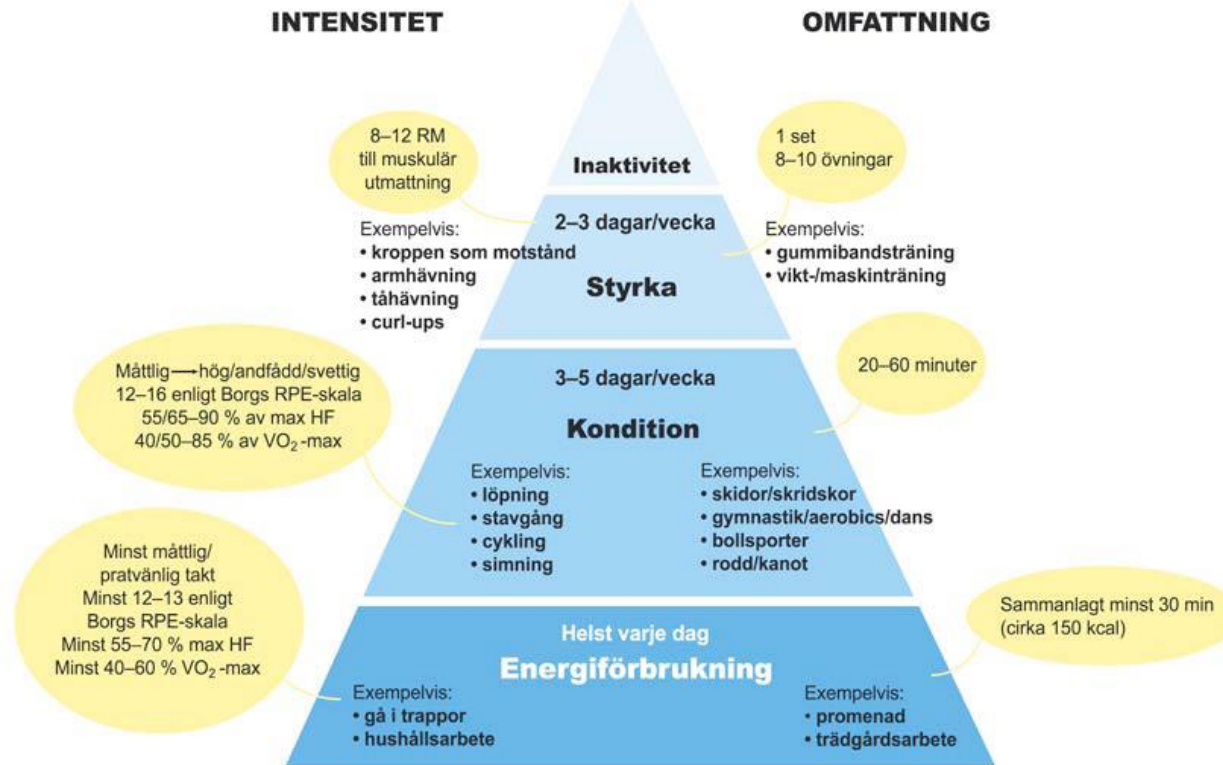 INTENSITET
OMFATTNING
Inaktivitet
8–12 RM
till muskulär
utmattning
1 set
8–10 övningar
2–3 dagar/vecka
Styrka
Exempelvis:
• kroppen som motstånd
• armhävning
• tåhävning
• curl-ups
Exempelvis:
• gummibandsträning
• vikt-/maskinträning
Måttlig→hög/andfådd/svettig
12–16 enligt Borgs RPE-skala
55/65–90 % av max HF
40/50–85 % av VO₂-max
20–60 minuter
3–5 dagar/vecka
Kondition
Exempelvis:
• löpning
• stavgång
• cykling
• simning
Exempelvis:
• skidor/skridskor
• gymnastik/aerobics/dans
• bollsporter
• rodd/kanot
Minst måttlig/
pratvänlig takt
Minst 12–13 enligt
Borgs RPE-skala
Minst 55–70 % max HF
Minst 40–60 % VO₂-max
Sammanlagt minst 30 min
(cirka 150 kcal)
Helst varje dag
Energiförbrukning
Exempelvis:
• gå i trappor
• hushållsarbete
Exempelvis:
• promenad
• trädgårdsarbete